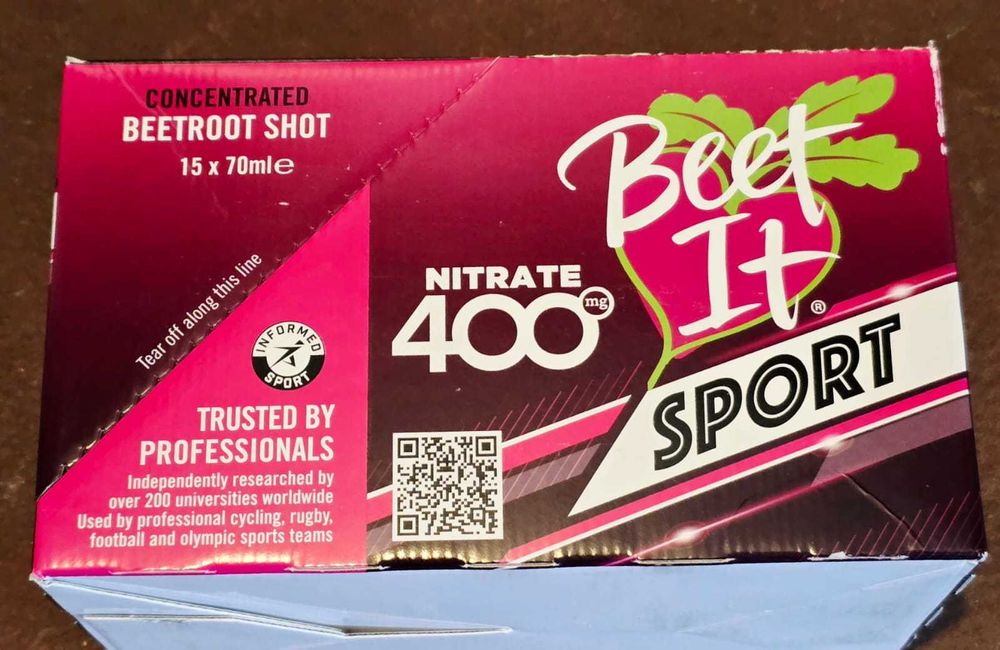 CONCENTRATED
BEETROOT SHOT
15 x 70ml℮
Tear off along this line
INFORMED
SPORT
TRUSTED BY
PROFESSIONALS
Independently researched by
over 200 universities worldwide
Used by professional cycling, rugby,
football and olympic sports teams
NITRATE
400mg
Beet
It®
SPORT